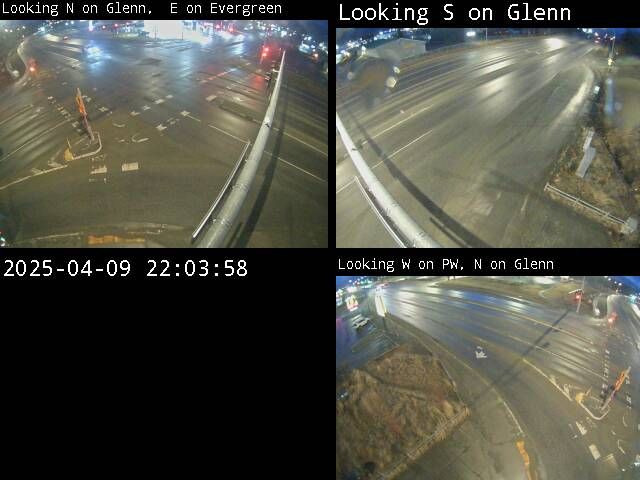 Looking N on Glenn, E on Evergreen
Looking S on Glenn
2025-04-09 22:03:58
Looking W on PW, N on Glenn